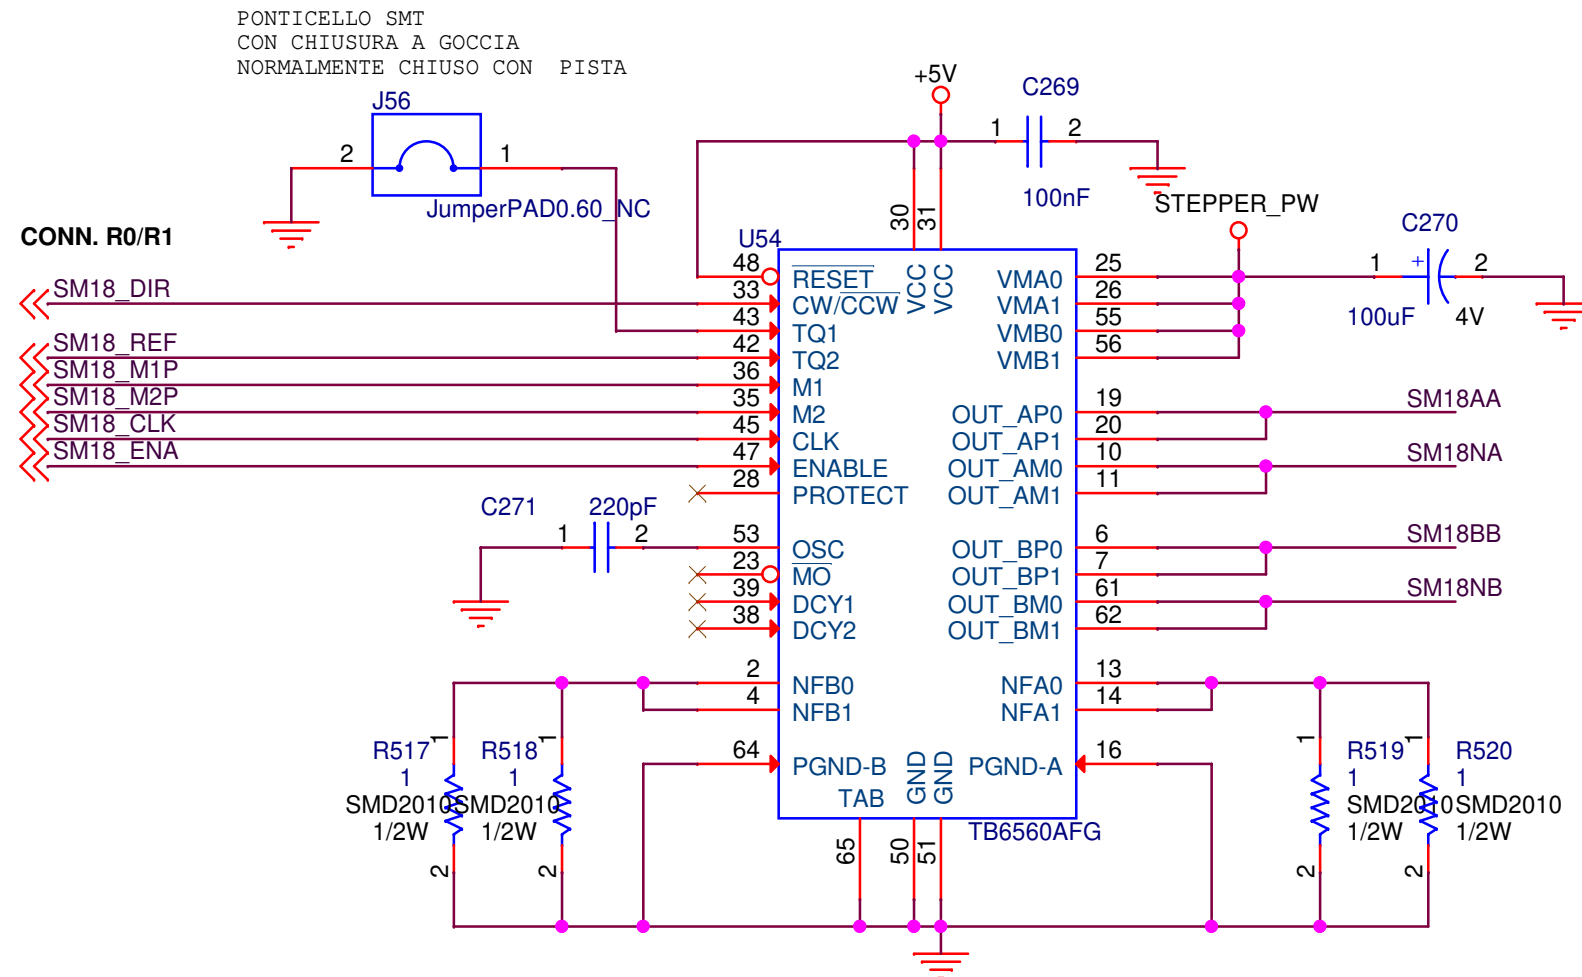 PONTICELLO SMT
CON CHIUSURA A GOCCIA
NORMALMENTE CHIUSO CON  PISTA
J56
2 1
JumperPAD0.60_NC
+5V
C269
1 2
100nF
30 31
STEPPER_PW
C270
1 + 2
100uF 4V
CONN. R0/R1
U54
48 RESET VCC VCC VMA0 25
SM18_DIR 33 CW/CCW VMA1 26
43 TQ1 VMB0 55
SM18_REF 42 TQ2 VMB1 56
SM18_M1P 36 M1
SM18_M2P 35 M2 OUT_AP0 19 SM18AA
SM18_CLK 45 CLK OUT_AP1 20
SM18_ENA 47 ENABLE OUT_AM0 10 SM18NA
28 PROTECT OUT_AM1 11
C271 220pF
1 2
53 OSC OUT_BP0 6 SM18BB
23 MO OUT_BP1 7
39 DCY1 OUT_BM0 61 SM18NB
38 DCY2 OUT_BM1 62
2 NFB0 NFA0 13
4 NFB1 NFA1 14
64 PGND-B GND GND PGND-A 16
TAB
TB6560AFG
65 50 51
R517 1
1
SMD2010
1/2W
2
R518 1
1
SMD2010
1/2W
2
1 R519
1
SMD2010
1/2W
2
1 R520
1
SMD2010
1/2W
2